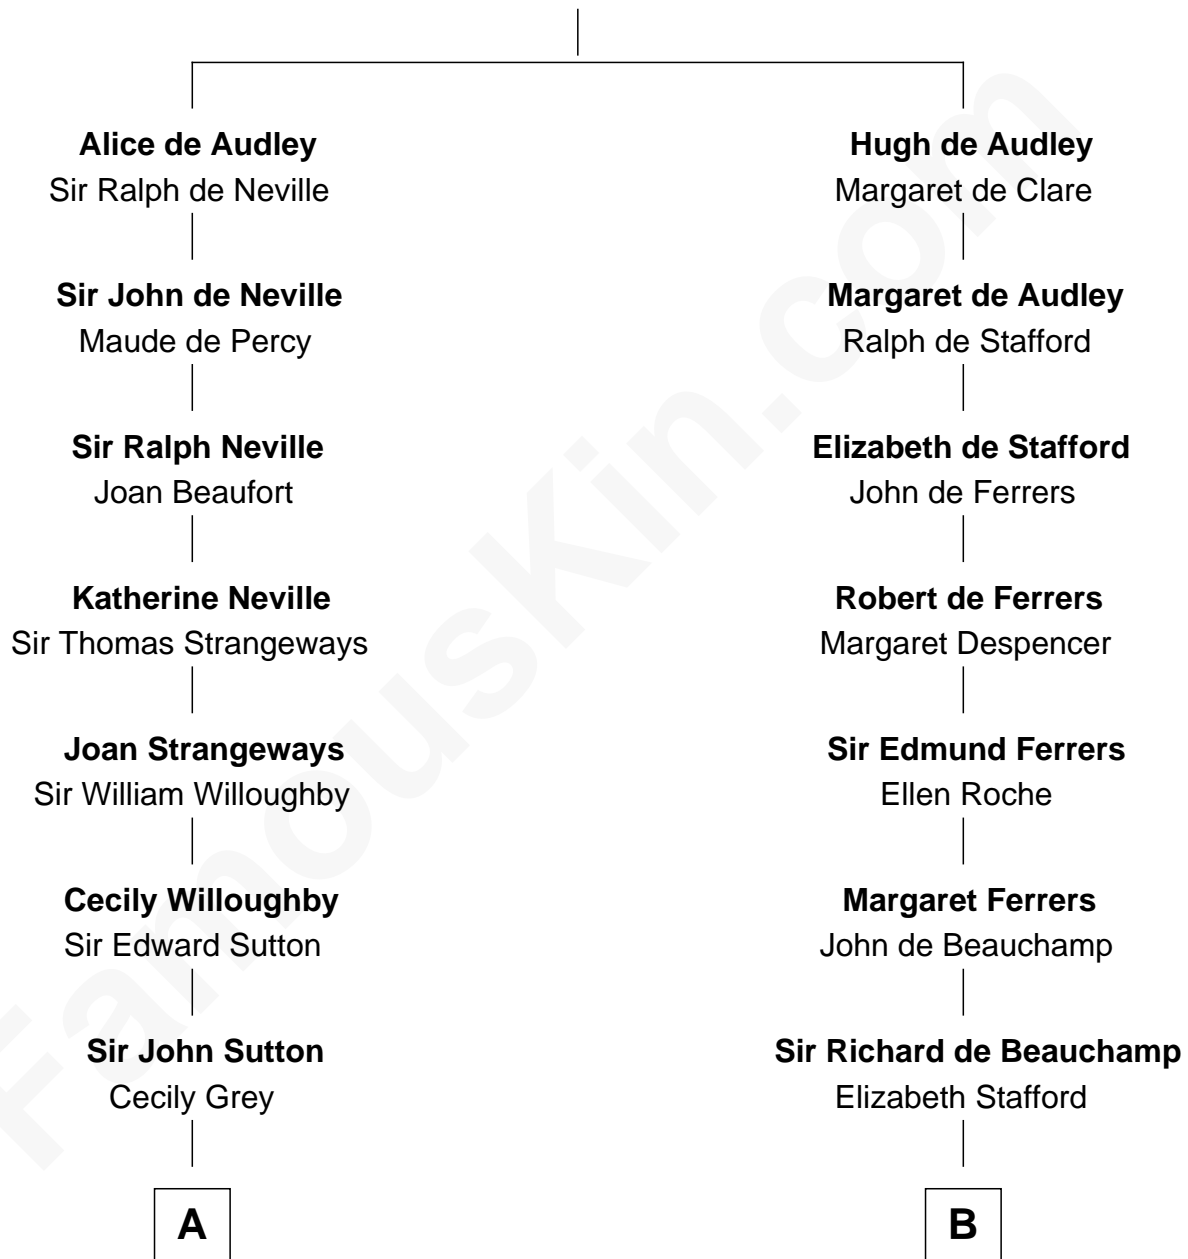 Alice de Audley
Sir Ralph de Neville
Sir John de Neville
Maude de Percy
Sir Ralph Neville
Joan Beaufort
Katherine Neville
Sir Thomas Strangeways
Joan Strangeways
Sir William Willoughby
Cecily Willoughby
Sir Edward Sutton
Sir John Sutton
Cecily Grey
A
Hugh de Audley
Margaret de Clare
Margaret de Audley
Ralph de Stafford
Elizabeth de Stafford
John de Ferrers
Robert de Ferrers
Margaret Despencer
Sir Edmund Ferrers
Ellen Roche
Margaret Ferrers
John de Beauchamp
Sir Richard de Beauchamp
Elizabeth Stafford
B
FamousKin.com